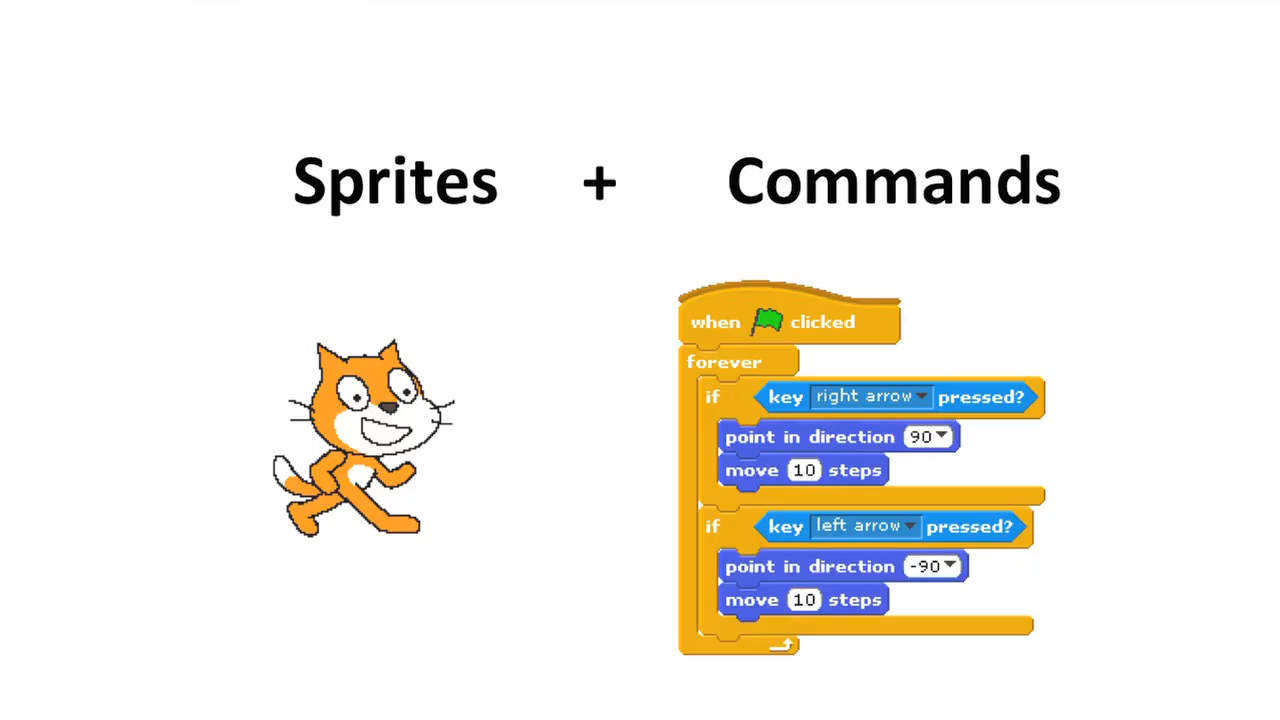 Sprites + Commands
when clicked
forever
if key right arrow pressed?
point in direction 90
move 10 steps
if key left arrow pressed?
point in direction -90
move 10 steps